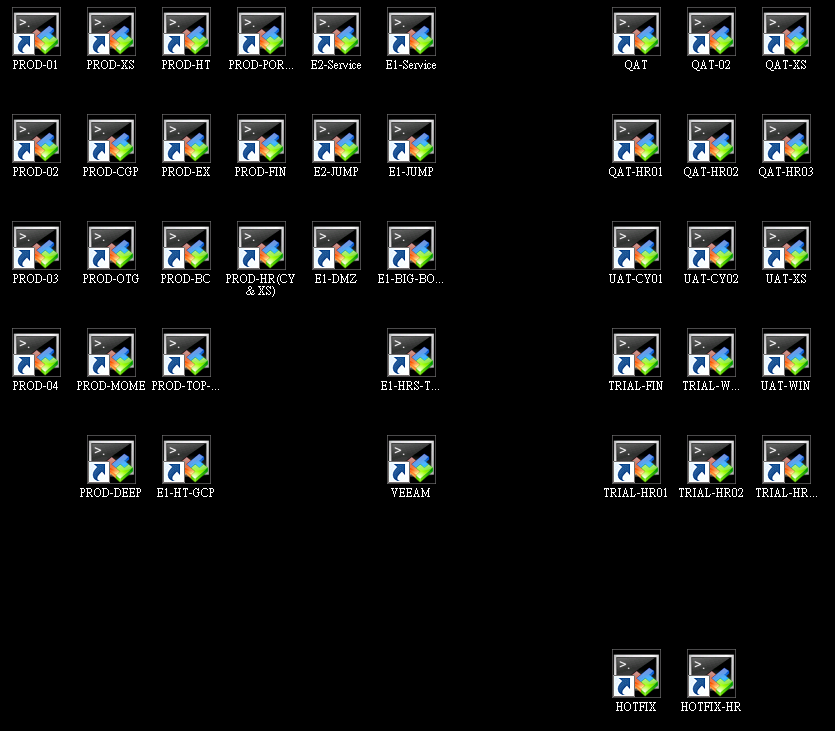 PROD-01 PROD-XS PROD-HT PROD-POR... E2-Service E1-Service QAT QAT-02 QAT-XS
PROD-02 PROD-CGP PROD-EX PROD-FIN E2-JUMP E1-JUMP QAT-HR01 QAT-HR02 QAT-HR03
PROD-03 PROD-OTG PROD-BC PROD-HR(CY E1-DMZ E1-BIG-BO... UAT-CY01 UAT-CY02 UAT-XS
& XS)
PROD-04 PROD-MOME PROD-TOP-... E1-HRS-T... TRIAL-FIN TRIAL-W... UAT-WIN
PROD-DEEP E1-HT-GCP VEEAM TRIAL-HR01 TRIAL-HR02 TRIAL-HR...
HOTFIX HOTFIX-HR